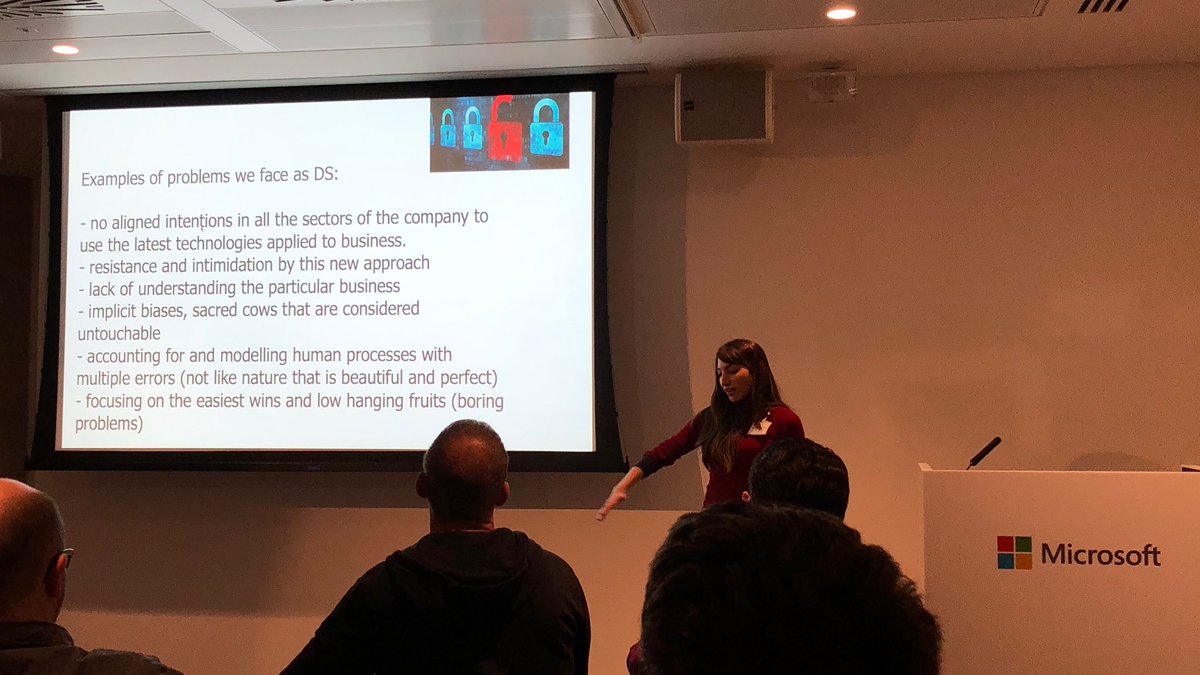 Examples of problems we face as DS:
- no aligned intentions in all the sectors of the company to
use the latest technologies applied to business.
- resistance and intimidation by this new approach
- lack of understanding the particular business
- implicit biases, sacred cows that are considered
untouchable
- accounting for and modelling human processes with
multiple errors (not like nature that is beautiful and perfect)
- focusing on the easiest wins and low hanging fruits (boring
problems)
Microsoft